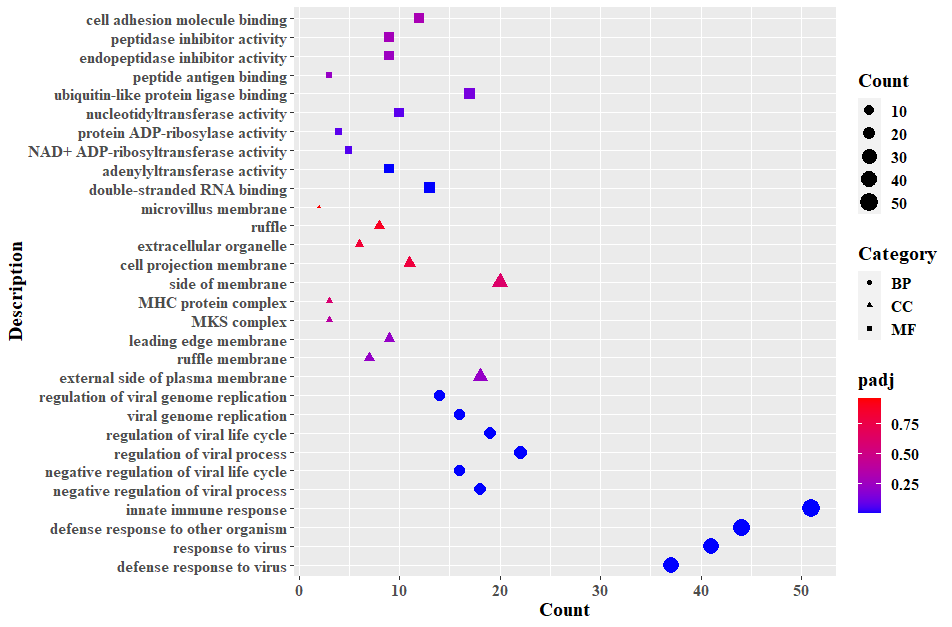 cell adhesion molecule binding
peptidase inhibitor activity
endopeptidase inhibitor activity
peptide antigen binding
ubiquitin-like protein ligase binding
nucleotidyltransferase activity
protein ADP-ribosylase activity
NAD+ ADP-ribosyltransferase activity
adenylyltransferase activity
double-stranded RNA binding
microvillus membrane
ruffle
extracellular organelle
cell projection membrane
side of membrane
MHC protein complex
MKS complex
leading edge membrane
ruffle membrane
external side of plasma membrane
regulation of viral genome replication
viral genome replication
regulation of viral life cycle
regulation of viral process
negative regulation of viral life cycle
negative regulation of viral process
innate immune response
defense response to other organism
response to virus
defense response to virus
Description
0 10 20 30 40 50
Count
Count
10
20
30
40
50
Category
BP
CC
MF
padj
0.75
0.50
0.25